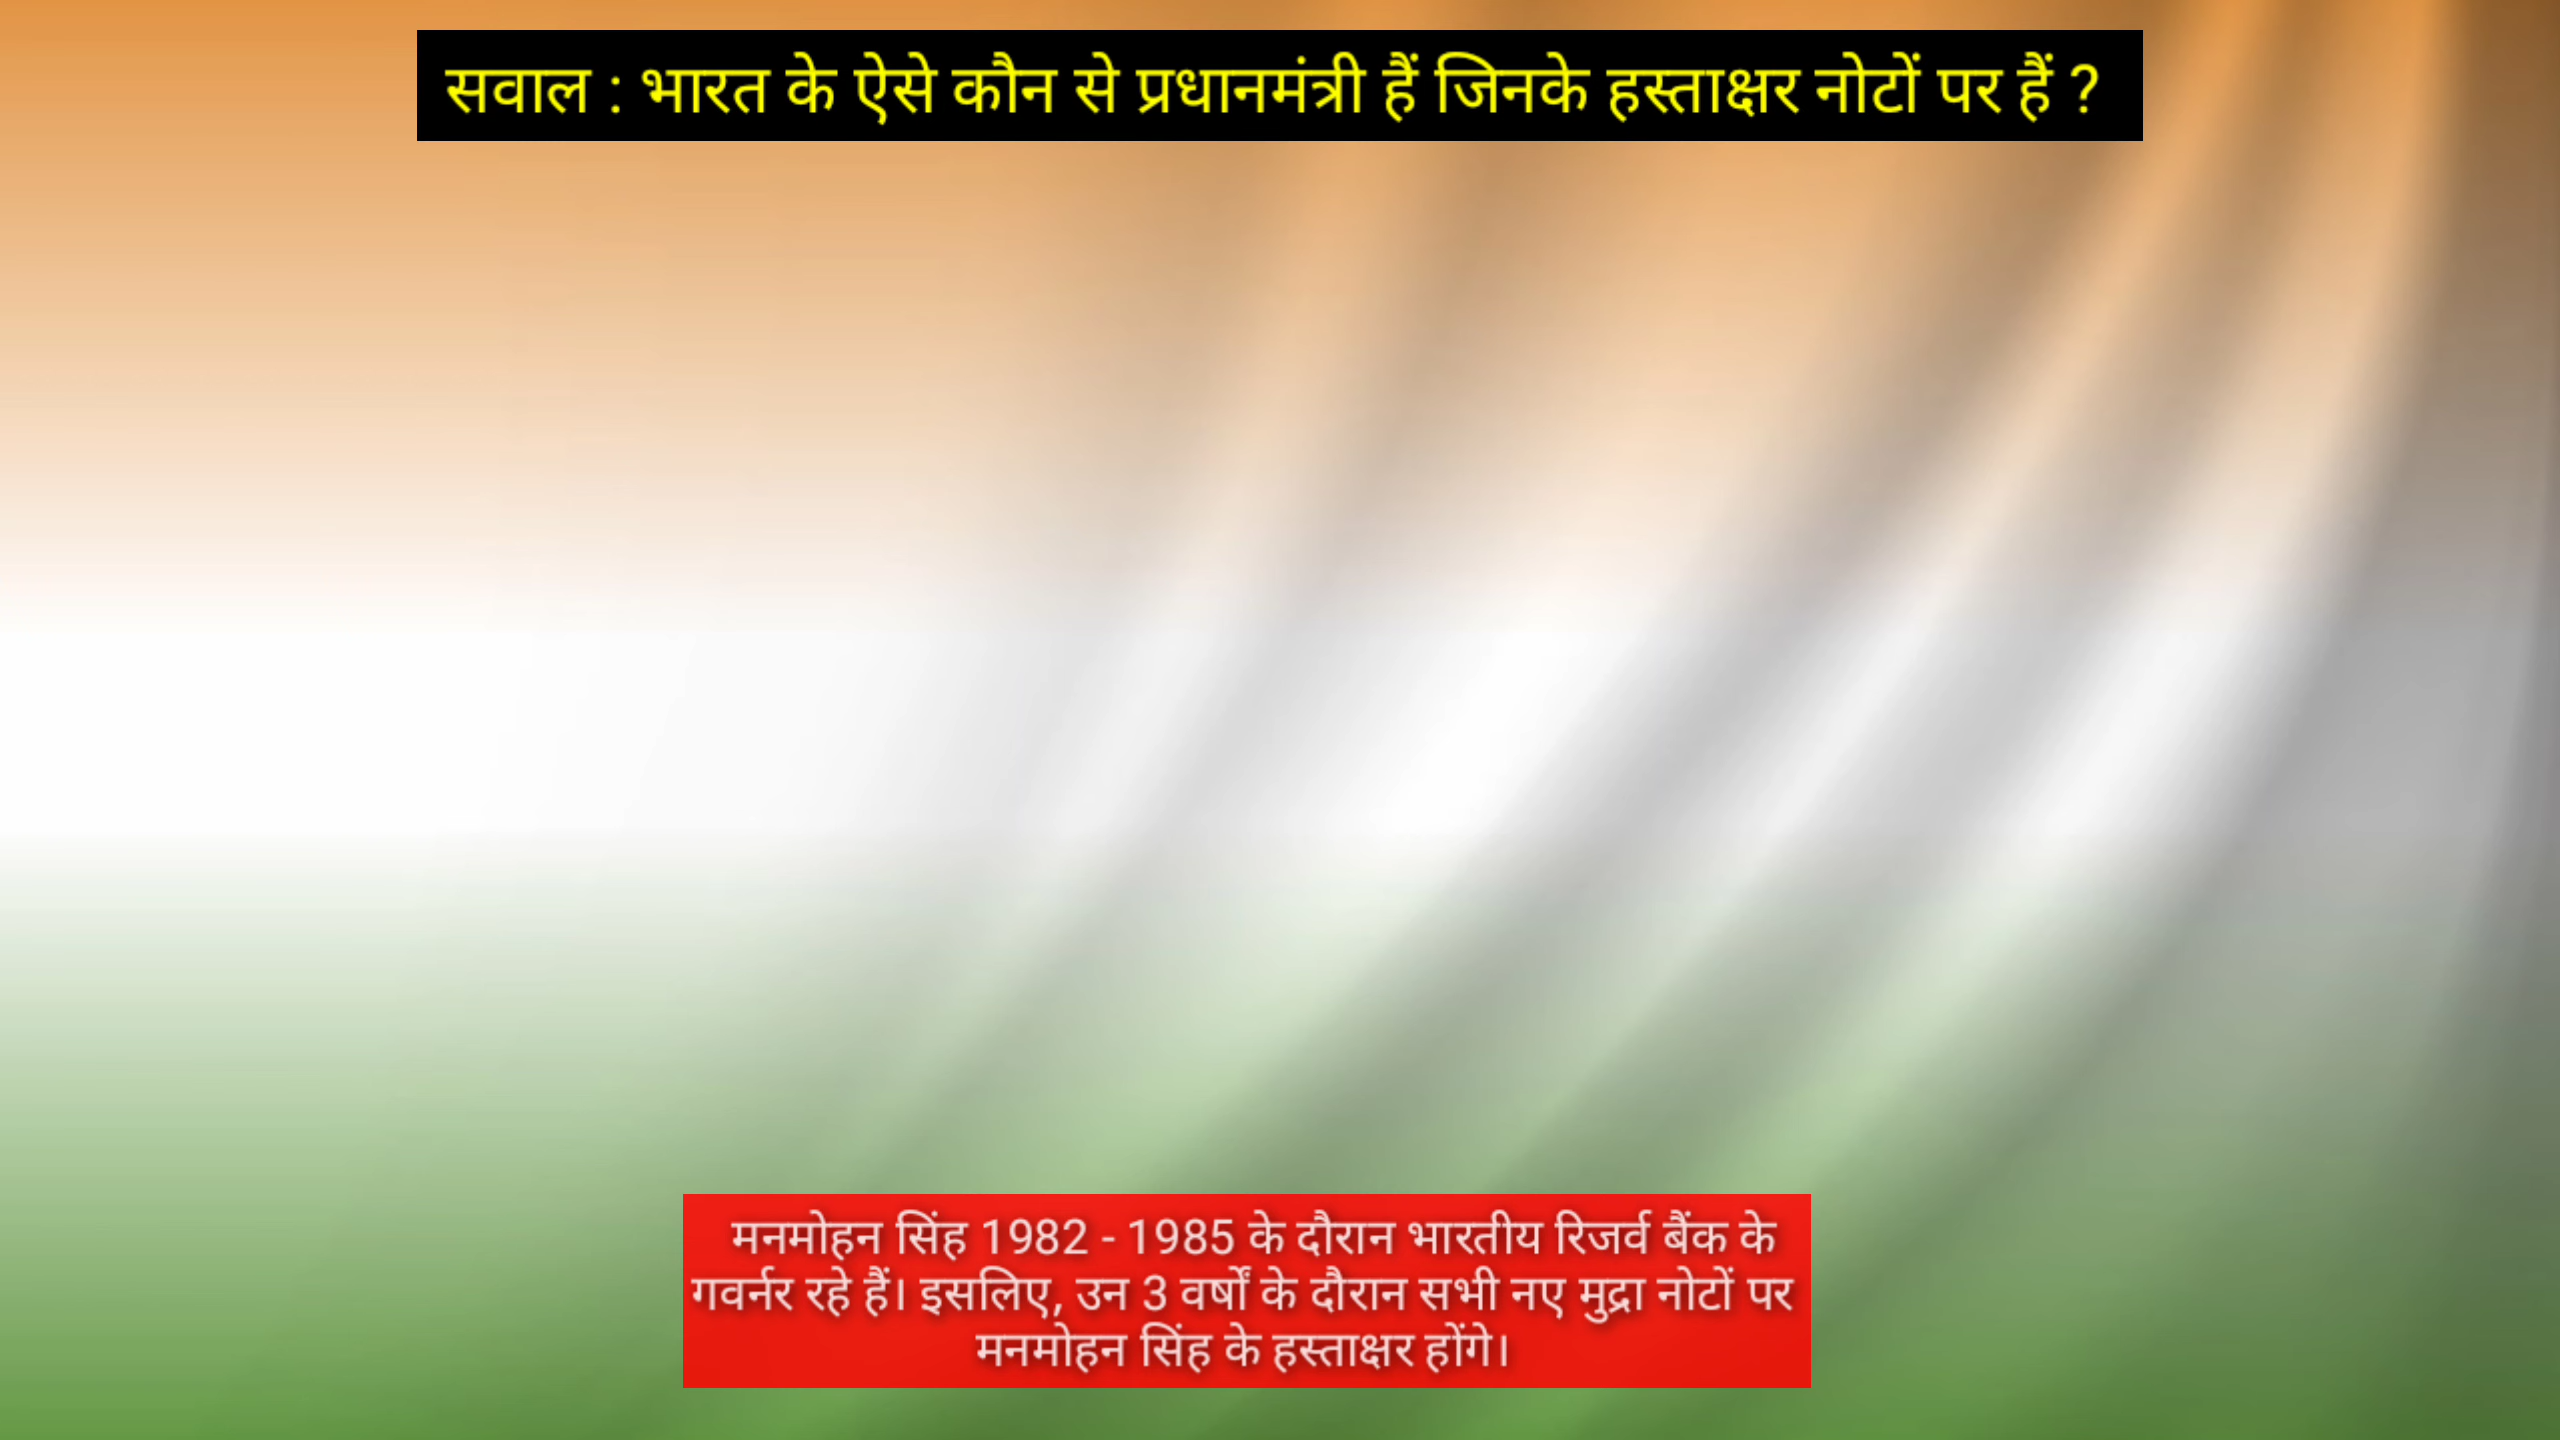 सवाल : भारत के ऐसे कौन से प्रधानमंत्री हैं जिनके हस्ताक्षर नोटों पर हैं ?
मनमोहन सिंह 1982 - 1985 के दौरान भारतीय रिजर्व बैंक के
गवर्नर रहे हैं। इसलिए, उन 3 वर्षों के दौरान सभी नए मुद्रा नोटों पर
मनमोहन सिंह के हस्ताक्षर होंगे।